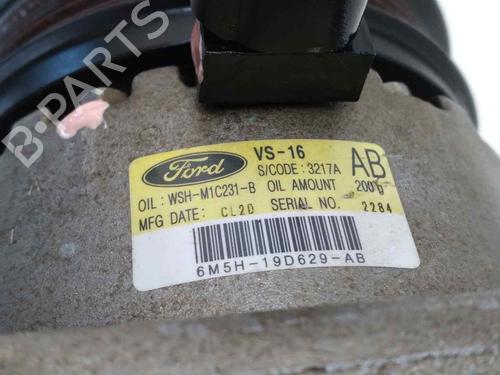 B-PARTS
Ford VS-16 AB
S/CODE: 3217A
OIL: WSH-M1C231-B OIL AMOUNT 200g
MFG DATE: CL2D SERIAL NO. 2284
6M5H-19D629-AB